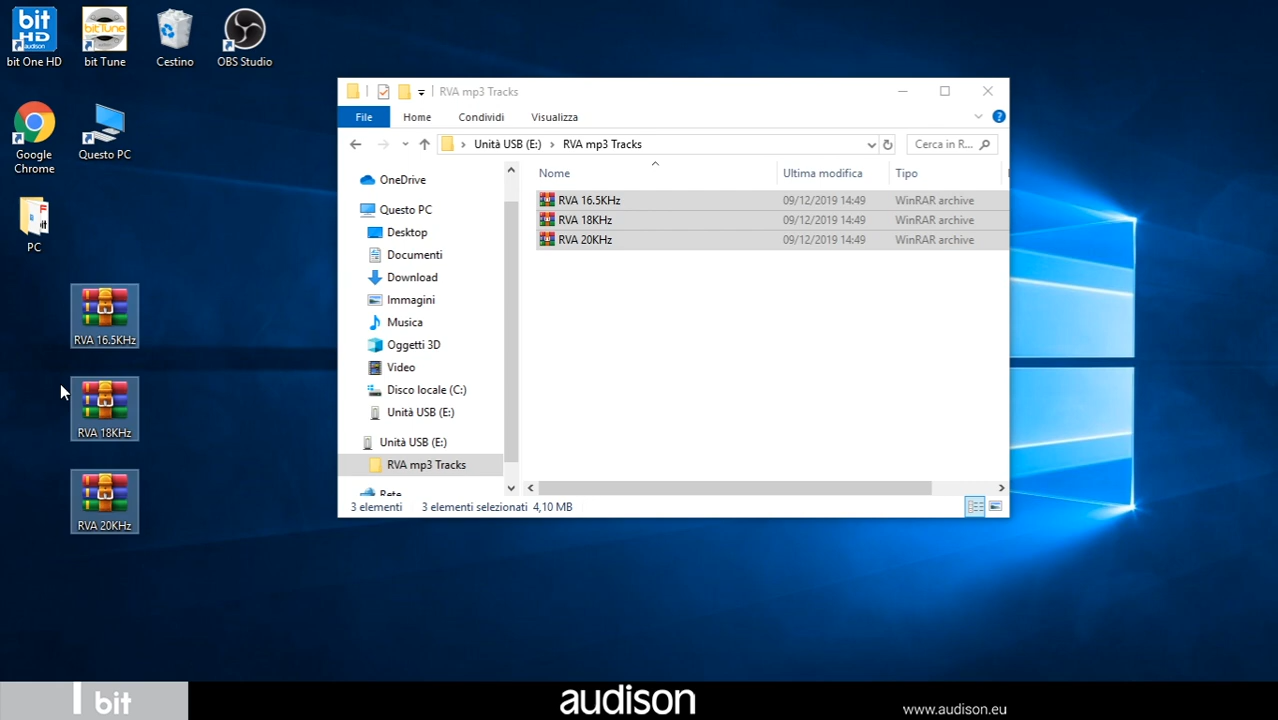 bit
HD
audison
bit One HD
bitTune
bit Tune
Cestino
OBS Studio
Google
Chrome
Questo PC
PC
RVA 16.5KHz
RVA 18KHz
RVA 20KHz
RVA mp3 Tracks
File
Home
Condividi
Visualizza
Unità USB (E:)
RVA mp3 Tracks
Cerca in R...
OneDrive
Questo PC
Desktop
Documenti
Download
Immagini
Musica
Oggetti 3D
Video
Disco locale (C:)
Unità USB (E:)
Unità USB (E:)
RVA mp3 Tracks
Rete
Nome Ultima modifica Tipo
RVA 16.5KHz 09/12/2019 14:49 WinRAR archive
RVA 18KHz 09/12/2019 14:49 WinRAR archive
RVA 20KHz 09/12/2019 14:49 WinRAR archive
3 elementi 3 elementi selezionati 4,10 MB
bit
audison
www.audison.eu